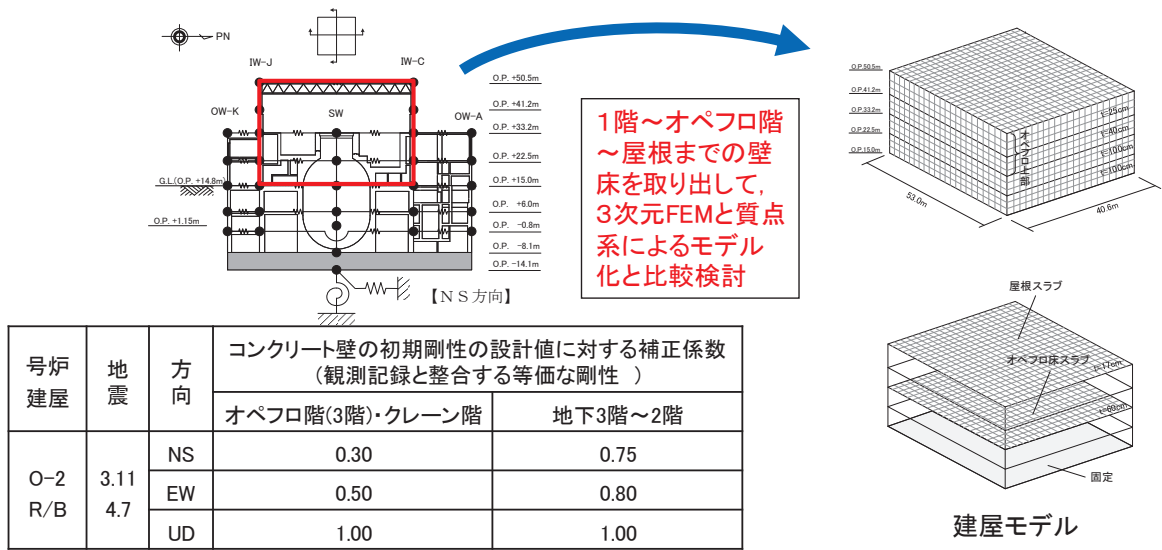 PN
IW-J
IW-C
OW-K
SW
OW-A
O.P. +50.5m
O.P. +41.2m
O.P. +33.2m
O.P. +22.5m
G.L.(O.P. +14.8m)
O.P. +15.0m
O.P. +6.0m
O.P. +1.15m
O.P. -0.8m
O.P. -8.1m
O.P. -14.1m
【NS方向】
1階～オペフロ階
～屋根までの壁
床を取り出して,
3次元FEMと質点
系によるモデル
化と比較検討
O.P.50.5m
O.P.41.2m
O.P.33.2m
O.P.22.5m
O.P.15.0m
オペフロ上部
t=25cm
t=40cm
t=100cm
t=100cm
53.0m
40.6m
屋根スラブ
オペフロ床スラブ
t=17cm
t=60cm
固定
建屋モデル
号炉
建屋
地
震
方
向
コンクリート壁の初期剛性の設計値に対する補正係数
(観測記録と整合する等価な剛性 )
オペフロ階(3階)・クレーン階
地下3階～2階
O-2
R/B
3.11
4.7
NS
0.30
0.75
EW
0.50
0.80
UD
1.00
1.00